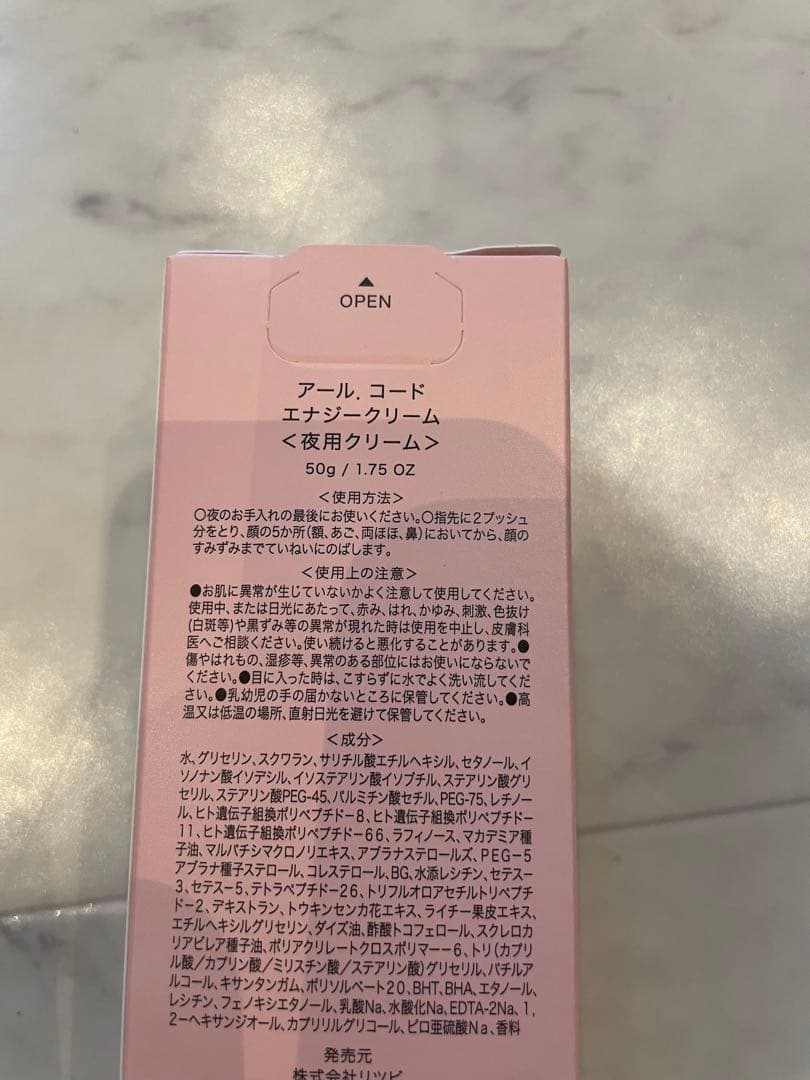 ▲
OPEN
アール.コード
エナジークリーム
＜夜用クリーム＞
50g / 1.75 OZ
＜使用方法＞
○夜のお手入れの最後にお使いください。○指先に2プッシュ
分をとり、顔の5か所(額、あご、両ほほ、鼻)においてから、顔の
すみずみまでていねいにのばします。
＜使用上の注意＞
●お肌に異常が生じていないかよく注意して使用してください。
使用中、または日光にあたって、赤み、はれ、かゆみ、刺激、色抜け
(白斑等)や黒ずみ等の異常が現れた時は使用を中止し、皮膚科
医へご相談ください。使い続けると悪化することがあります。●
傷やはれもの、湿疹等、異常のある部位にはお使いにならないで
ください。●目に入った時は、こすらずに水でよく洗い流してくだ
さい。●乳幼児の手の届かないところに保管してください。●高
温又は低温の場所、直射日光を避けて保管してください。
＜成分＞
水、グリセリン、スクワラン、サリチル酸エチルヘキシル、セタノール、イ
ソノナン酸イソデシル、イソステアリン酸イソプチル、ステアリン酸グリ
セリル、ステアリン酸PEG-45、パルミチン酸セチル、PEG-75、レチノー
ル、ヒト遺伝子組換ポリペプチド-8、ヒト遺伝子組換ポリペプチド-
11、ヒト遺伝子組換ポリペプチド-66、ラフィノース、マカデミア種
子油、マルバチシマクロノリエキス、アブラナステロールズ、PEG-5
アブラナ種子ステロール、コレステロール、BG、水添レシチン、セテス-
3、セテス-5、テトラペプチド-26、トリフルオロアセチルトリペプチ
ド-2、デキストラン、トウキンセンカ花エキス、ライチー果皮エキス、
エチルヘキシルグリセリン、ダイズ油、酢酸トコフェロール、スクレロカ
リアビレア種子油、ポリアクリレートクロスポリマー-6、トリ(カプリ
ル酸/カプリン酸/ミリスチン酸/ステアリン酸)グリセリル、バチルア
ルコール、キサンタンガム、ポリソルベート20、BHT、BHA、エタノール、
レシチン、フェノキシエタノール、乳酸Na、水酸化Na、EDTA-2Na、1,
2-ヘキサンジオール、カプリリルグリコール、ピロ亜硫酸Na、香料
発売元
株式会社リツビ